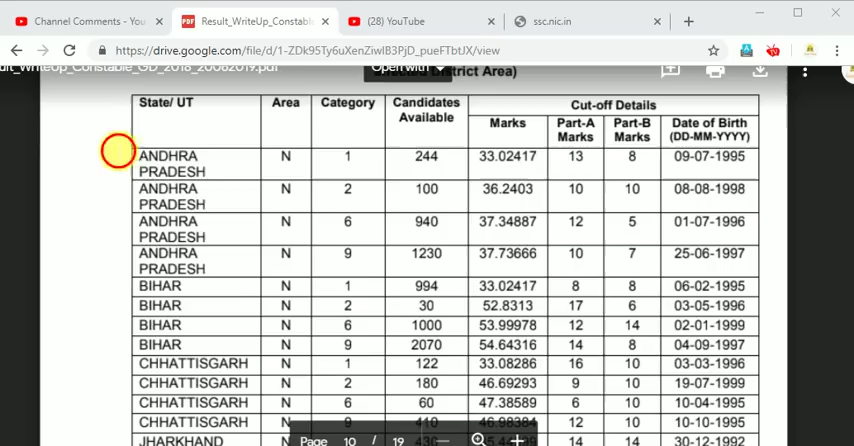 Channel Comments - You
Result_WriteUp_Constable
(28) YouTube
ssc.nic.in
https://drive.google.com/file/d/1-ZDk95Ty6uXenZiwlB3PjD_pueFTbtJX/view
ult_WriteUp_Constable_GD_2018_20062019.pdf
Open with
District Area)
State/ UT Area Category Candidates Available Cut-off Details
Marks Part-A Marks Part-B Marks Date of Birth (DD-MM-YYYY)
ANDHRA PRADESH N 1 244 33.02417 13 8 09-07-1995
ANDHRA PRADESH N 2 100 36.2403 10 10 08-08-1998
ANDHRA PRADESH N 6 940 37.34887 12 5 01-07-1996
ANDHRA PRADESH N 9 1230 37.73666 10 7 25-06-1997
BIHAR N 1 994 33.02417 8 8 06-02-1995
BIHAR N 2 30 52.8313 17 6 03-05-1996
BIHAR N 6 1000 53.99978 12 14 02-01-1999
BIHAR N 9 2070 54.64316 14 8 04-09-1997
CHHATTISGARH N 1 122 33.08286 16 10 03-03-1996
CHHATTISGARH N 2 180 46.69293 9 10 19-07-1999
CHHATTISGARH N 6 60 47.38589 6 10 10-04-1995
CHHATTISGARH N 9 410 46.98384 12 10 10-10-1995
JHARKHAND N 430 14 14 30-12-1992
Page 10 / 19